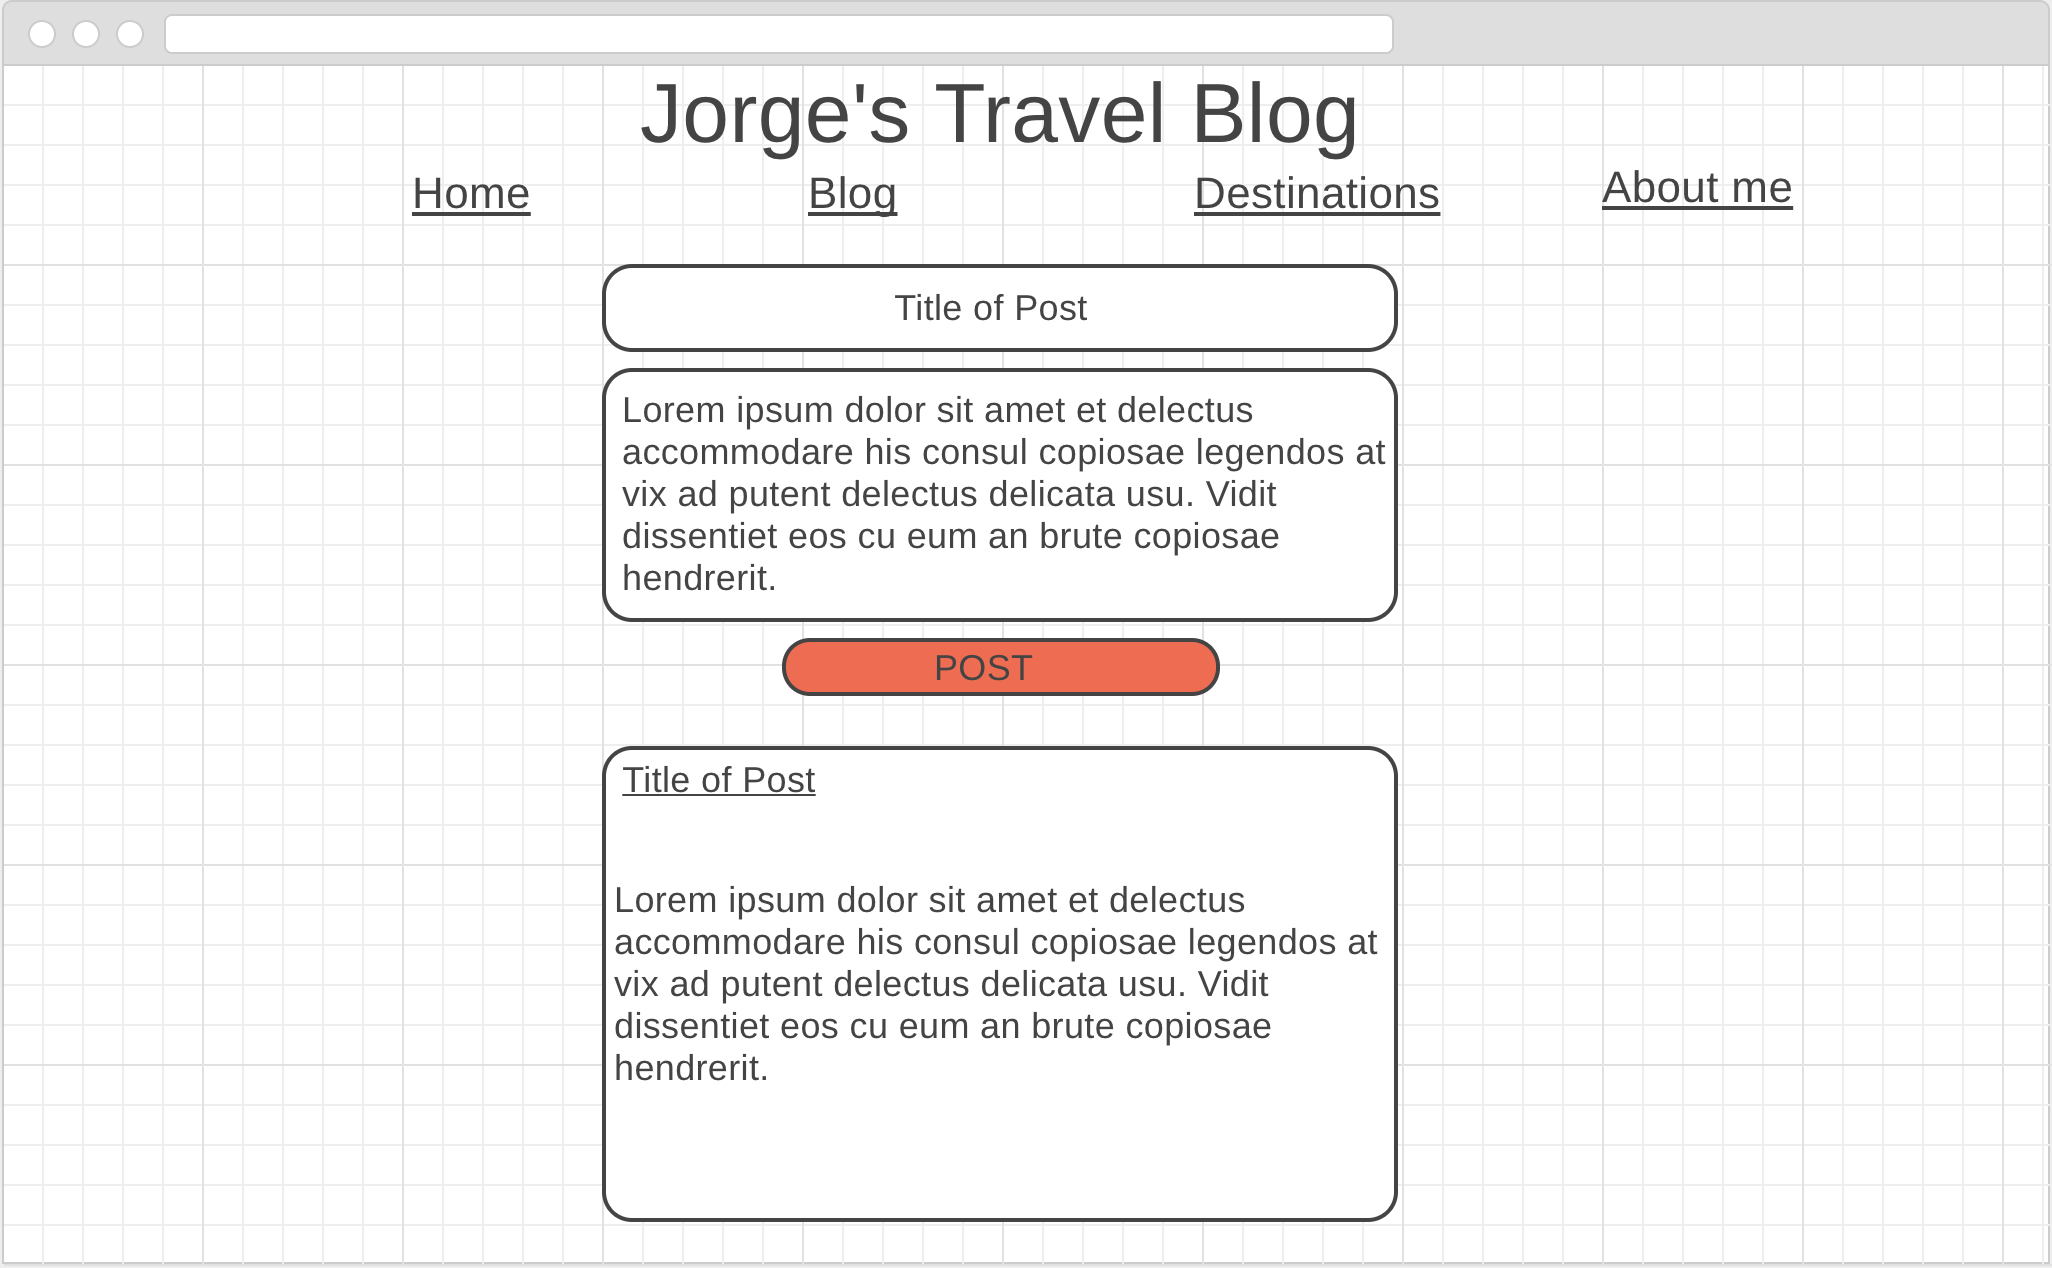 Jorge's Travel Blog
Home
Blog
Destinations
About me
Title of Post
Lorem ipsum dolor sit amet et delectus
accommodare his consul copiosae legendos at
vix ad putent delectus delicata usu. Vidit
dissentiet eos cu eum an brute copiosae
hendrerit.
POST
Title of Post
Lorem ipsum dolor sit amet et delectus
accommodare his consul copiosae legendos at
vix ad putent delectus delicata usu. Vidit
dissentiet eos cu eum an brute copiosae
hendrerit.